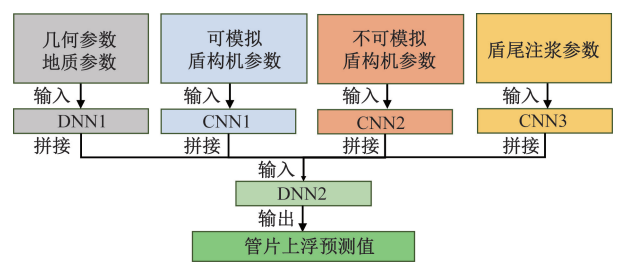 几何参数
地质参数
可模拟
盾构机参数
不可模拟
盾构机参数
盾尾注浆参数
输入
输入
输入
输入
DNN1
CNN1
CNN2
CNN3
拼接
拼接
拼接
拼接
输入
DNN2
输出
管片上浮预测值